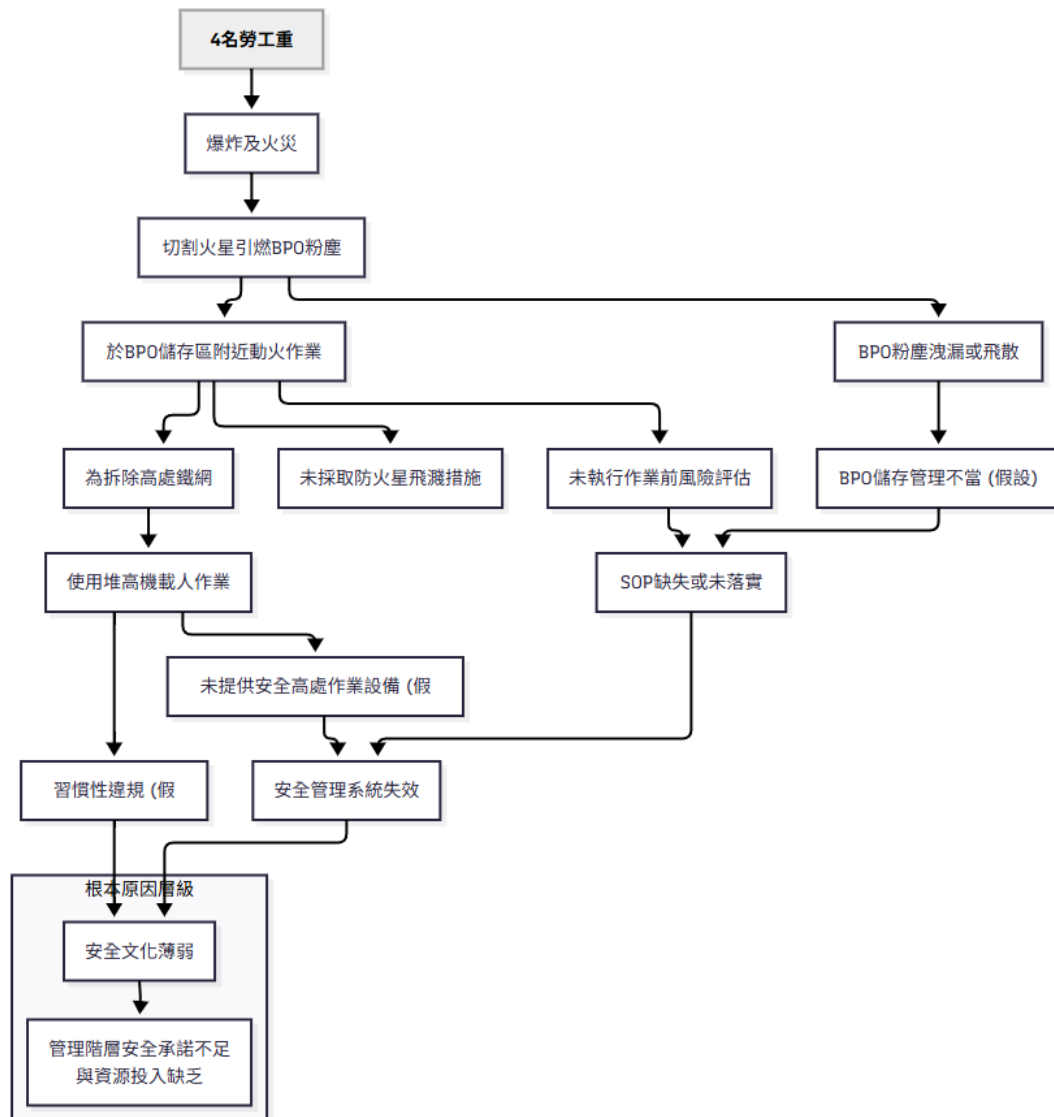 4名勞工重
爆炸及火災
切割火星引燃BPO粉塵
於BPO儲存區附近動火作業
BPO粉塵洩漏或飛散
為拆除高處鐵網
未採取防火星飛濺措施
未執行作業前風險評估
BPO儲存管理不當 (假設)
使用堆高機載人作業
SOP缺失或未落實
未提供安全高處作業設備 (假
習慣性違規 (假
安全管理系統失效
根本原因層級
安全文化薄弱
管理階層安全承諾不足
與資源投入缺乏